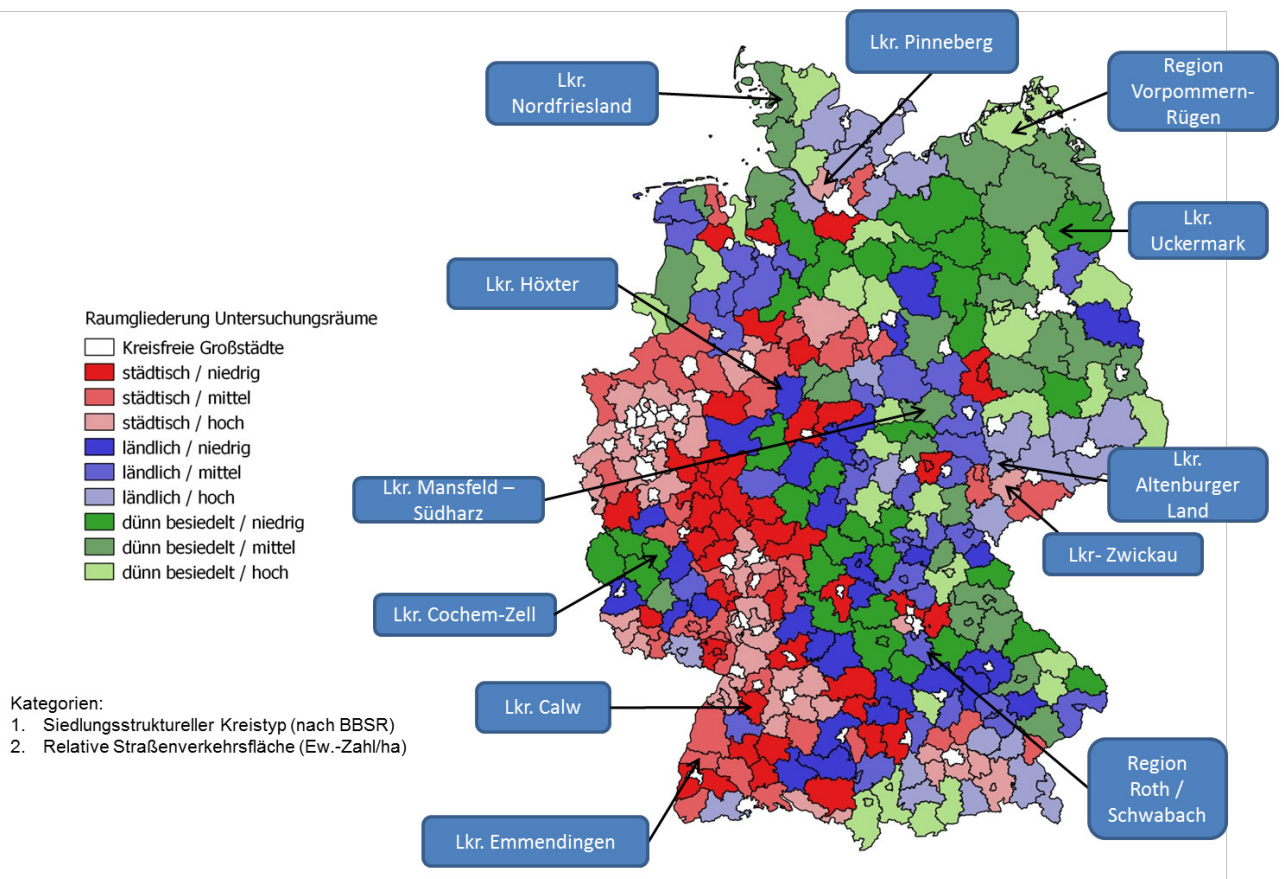 Lkr. Pinneberg
Lkr.
Nordfriesland
Region
Vorpommern-
Rügen
Lkr.
Uckermark
Lkr. Höxter
Raumgliederung Untersuchungsräume
Kreisfreie Großstädte
städtisch / niedrig
städtisch / mittel
städtisch / hoch
ländlich / niedrig
ländlich / mittel
ländlich / hoch
dünn besiedelt / niedrig
dünn besiedelt / mittel
dünn besiedelt / hoch
Lkr. Mansfeld –
Südharz
Lkr.
Altenburger
Land
Lkr- Zwickau
Lkr. Cochem-Zell
Kategorien:
1. Siedlungsstruktureller Kreistyp (nach BBSR)
2. Relative Straßenverkehrsfläche (Ew.-Zahl/ha)
Lkr. Calw
Region
Roth /
Schwabach
Lkr. Emmendingen